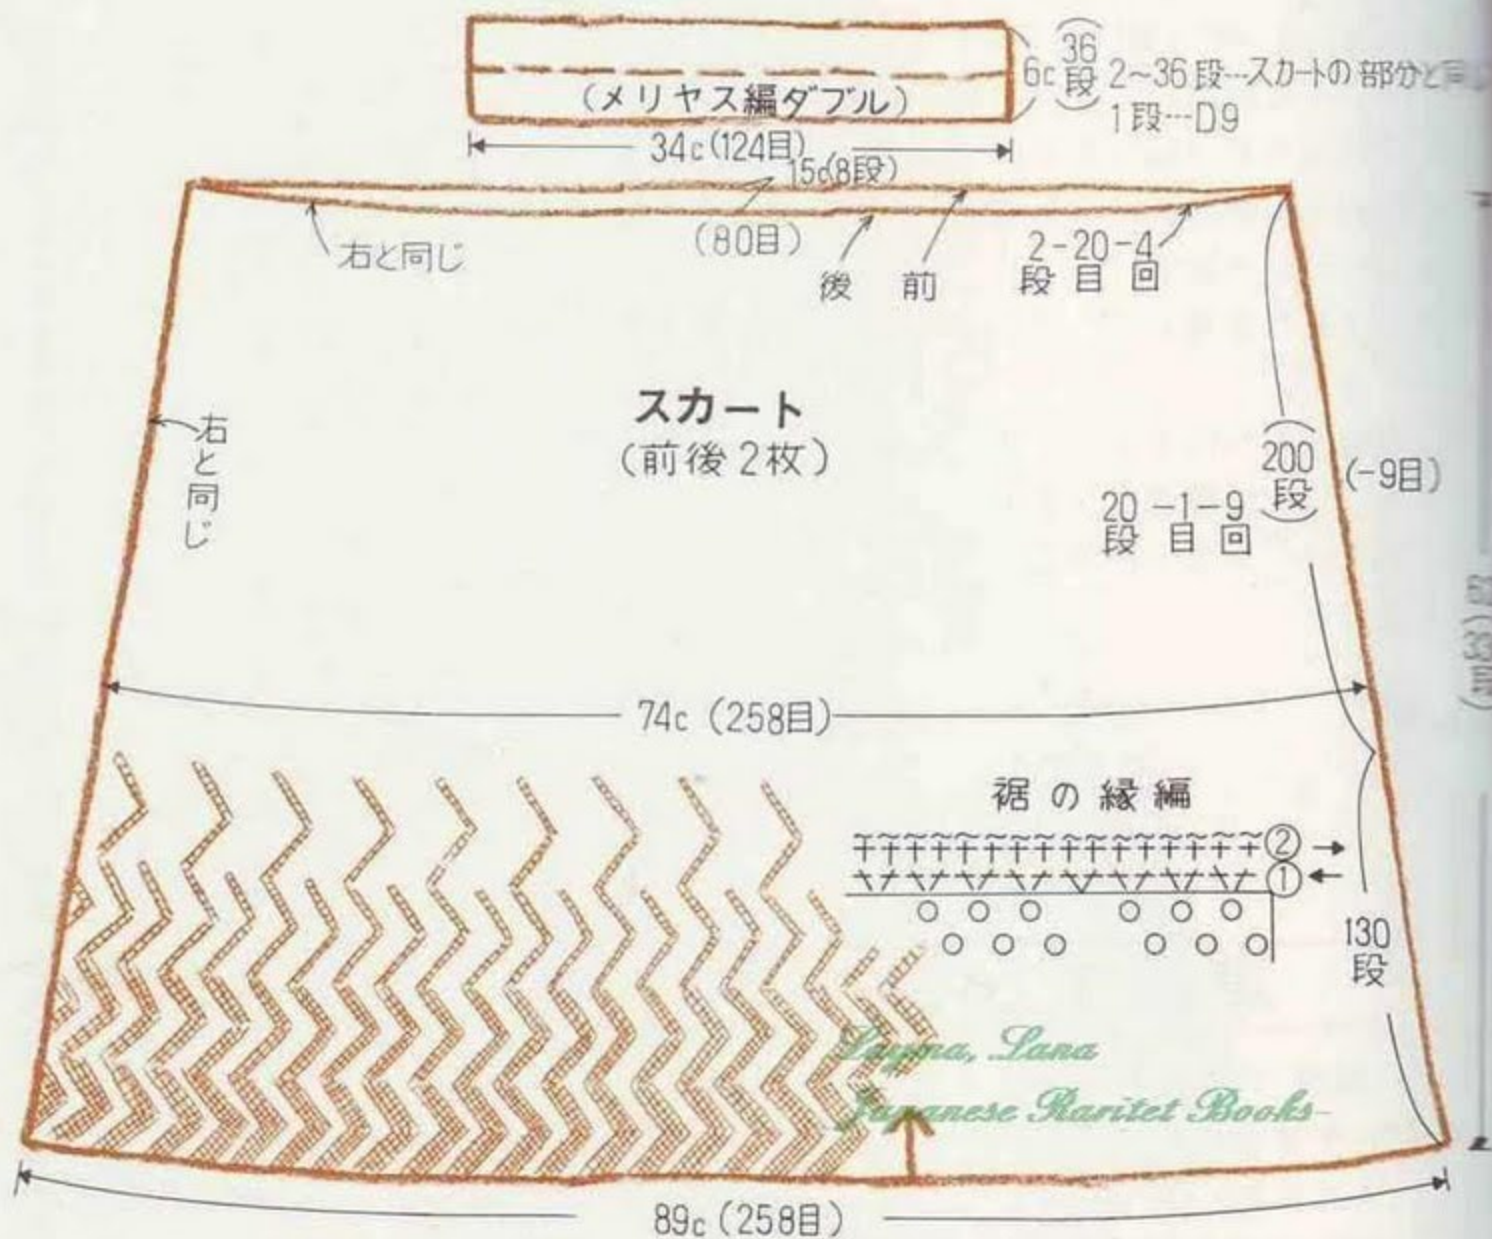 (メリヤス編ダブル)
6c(36段)
2~36段…スカートの部分と同
1段…D9
34c(124目)
15c(8段)
(80目)
右と同じ
後
前
2-20-4
段目回
スカート
(前後2枚)
右と同じ
(200段)
(-9目)
20-1-9
段目回
74c(258目)
裾の縁編
②
①
130段
Layma, Lana
Japanese Raritet Books-
89c(258目)